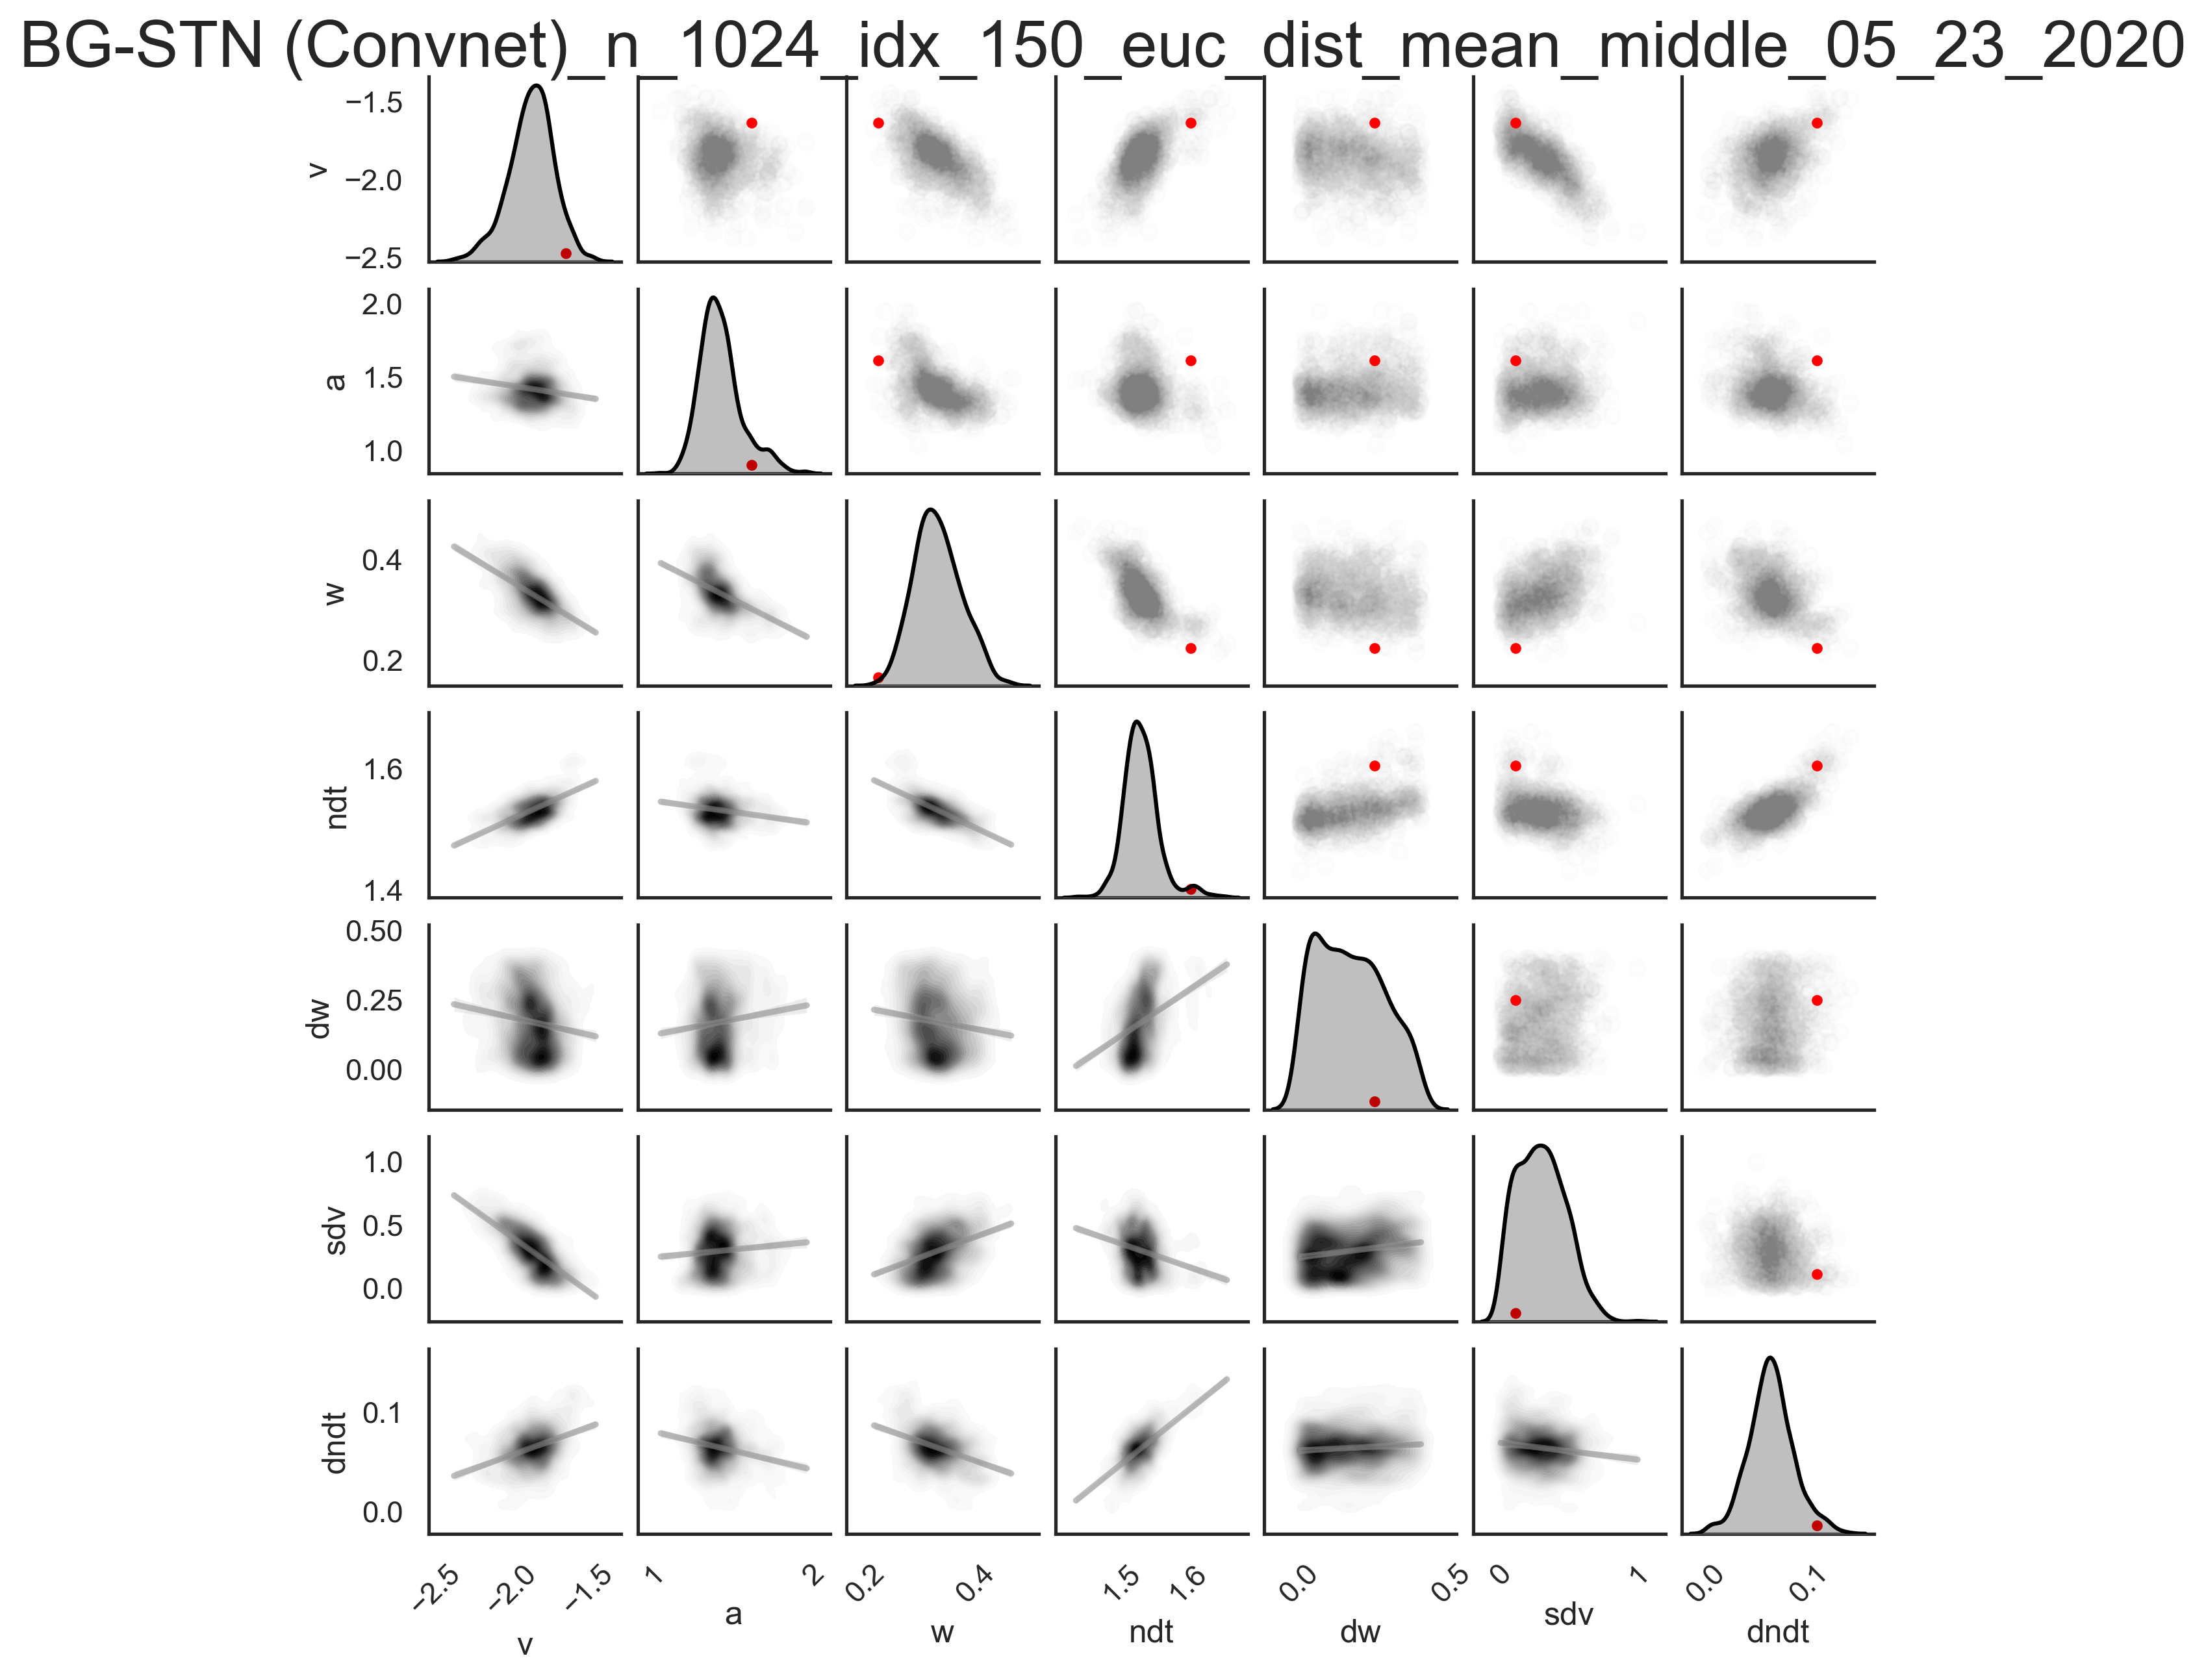 BG-STN (Convnet)_n_1024_idx_150_euc_dist_mean_middle_05_23_2020
−1.5
v
−2.0
−2.5
2.0
a
1.5
1.0
0.4
w
0.2
1.6
ndt
1.4
0.50
dw
0.25
0.00
1.0
sdv
0.5
0.0
0.1
dndt
0.0
−2.5 −2.0 −1.5 1 2 0.2 0.4 1.5 1.6 0.0 0.5 0 1 0.0 0.1
v a w ndt dw sdv dndt